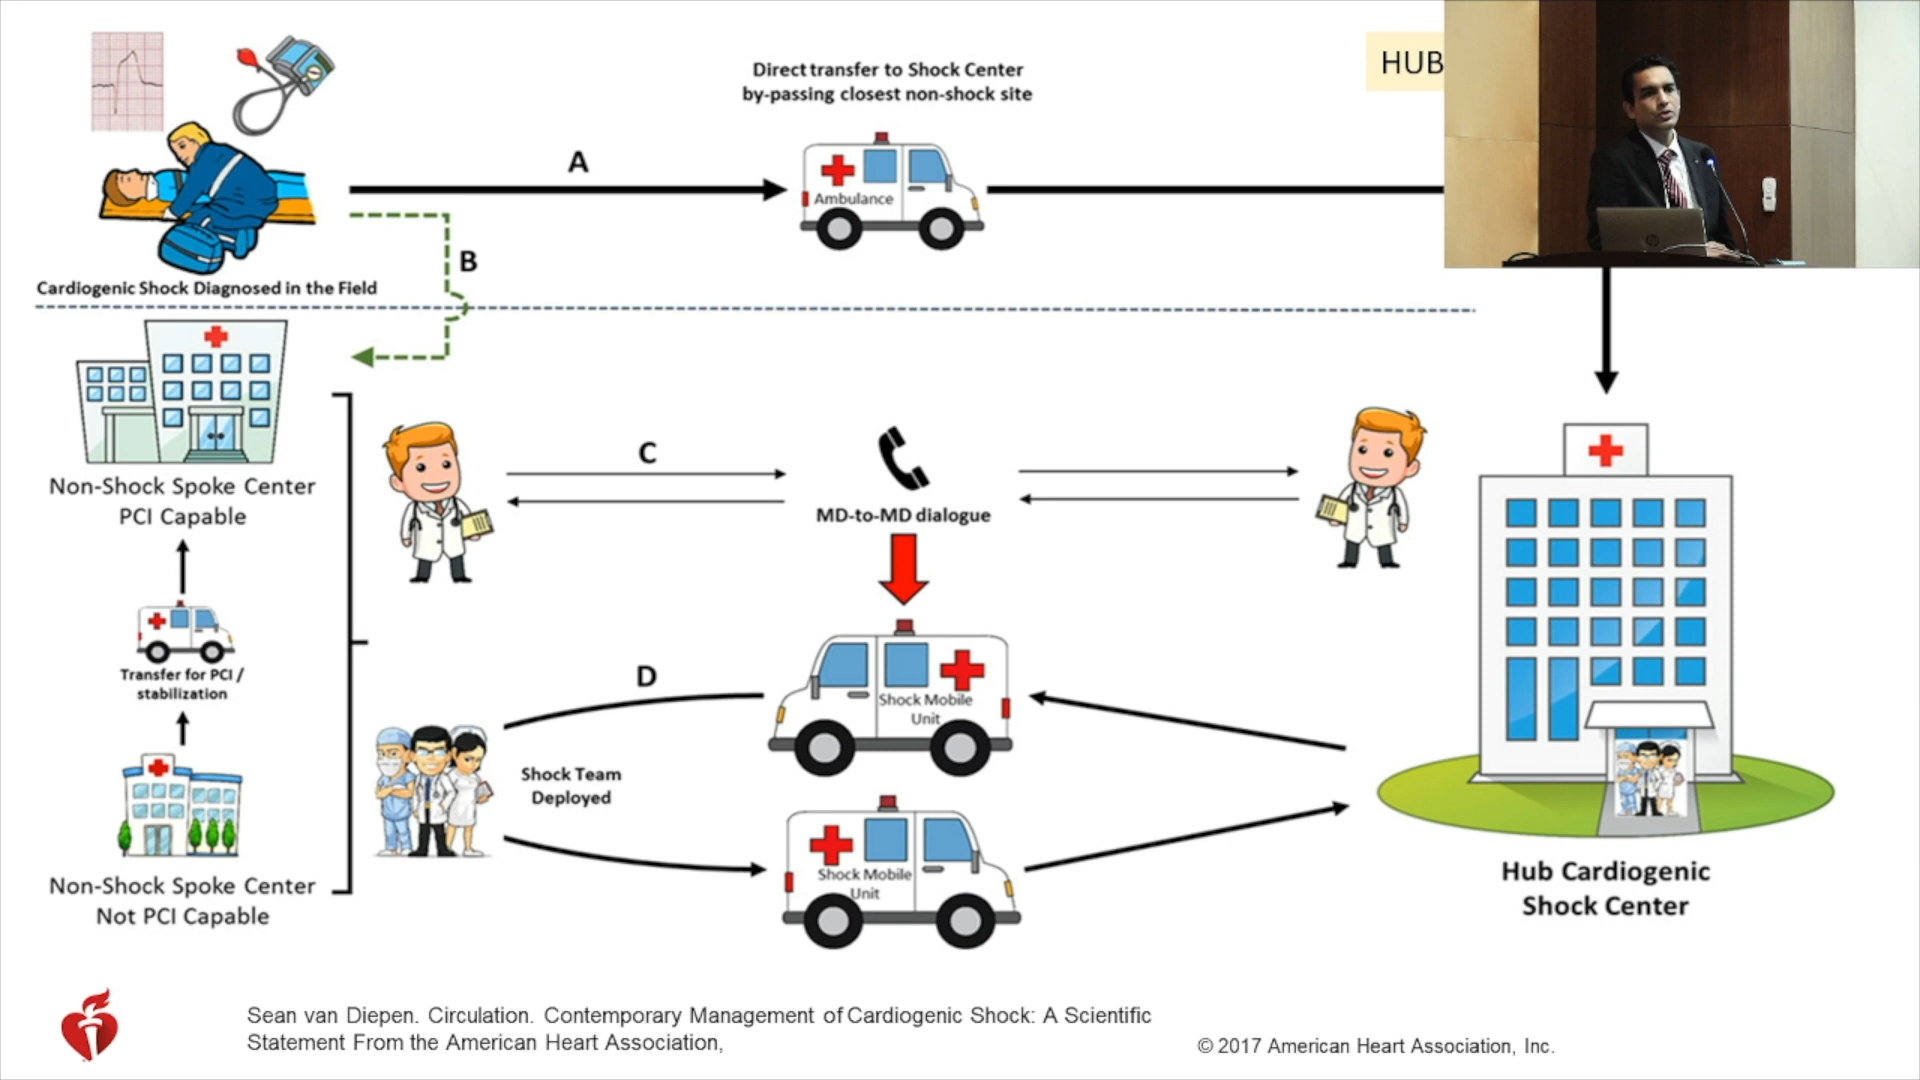 Direct transfer to Shock Center
by-passing closest non-shock site
HUB
A
Ambulance
B
Cardiogenic Shock Diagnosed in the Field
C
MD-to-MD dialogue
Non-Shock Spoke Center
PCI Capable
Transfer for PCI /
stabilization
D
Shock Mobile
Unit
Shock Team
Deployed
Shock Mobile
Unit
Non-Shock Spoke Center
Not PCI Capable
Hub Cardiogenic
Shock Center
Sean van Diepen. Circulation. Contemporary Management of Cardiogenic Shock: A Scientific
Statement From the American Heart Association,
© 2017 American Heart Association, Inc.